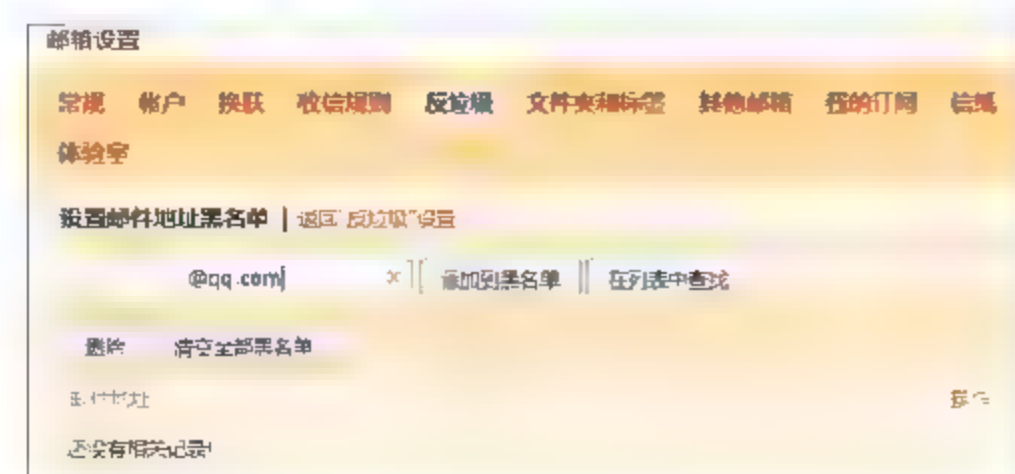 邮箱设置
常规 帐户 换肤 收信规则 反垃圾 文件夹和标签 其他邮箱 我的订阅 信纸
体验室
设置邮件地址黑名单 | 返回“反垃圾”设置
@qq.com × 添加到黑名单 在列表中查找
删除 清空全部黑名单
邮件地址 操作
还没有相关记录!